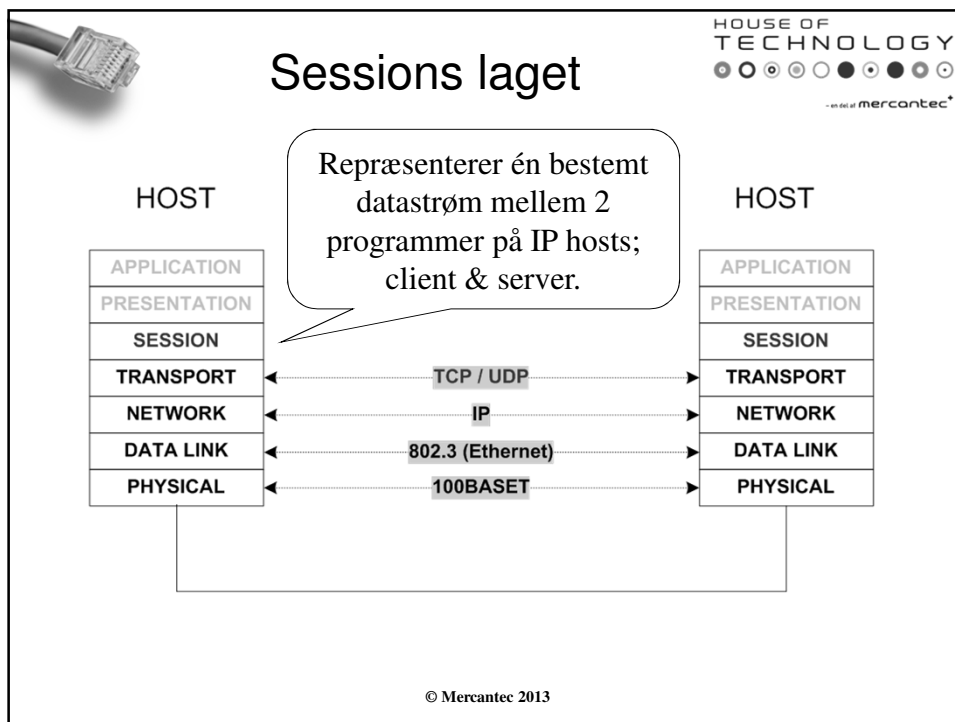 HOUSE OF
TECHNOLOGY
- en del af mercantec+
Sessions laget
Repræsenterer én bestemt
datastrøm mellem 2
programmer på IP hosts;
client & server.
HOST
HOST
APPLICATION
APPLICATION
PRESENTATION
PRESENTATION
SESSION
SESSION
TRANSPORT
TCP / UDP
TRANSPORT
NETWORK
IP
NETWORK
DATA LINK
802.3 (Ethernet)
DATA LINK
PHYSICAL
100BASET
PHYSICAL
© Mercantec 2013